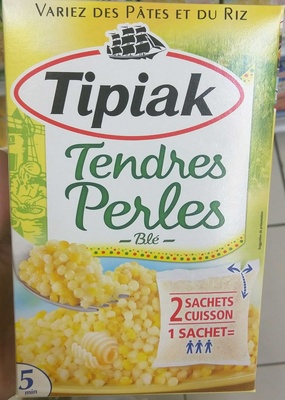 VARIEZ DES PÂTES ET DU RIZ
Tipiak
Tendres
Perles
- Blé -
2 SACHETS
CUISSON
1 SACHET=
5
min